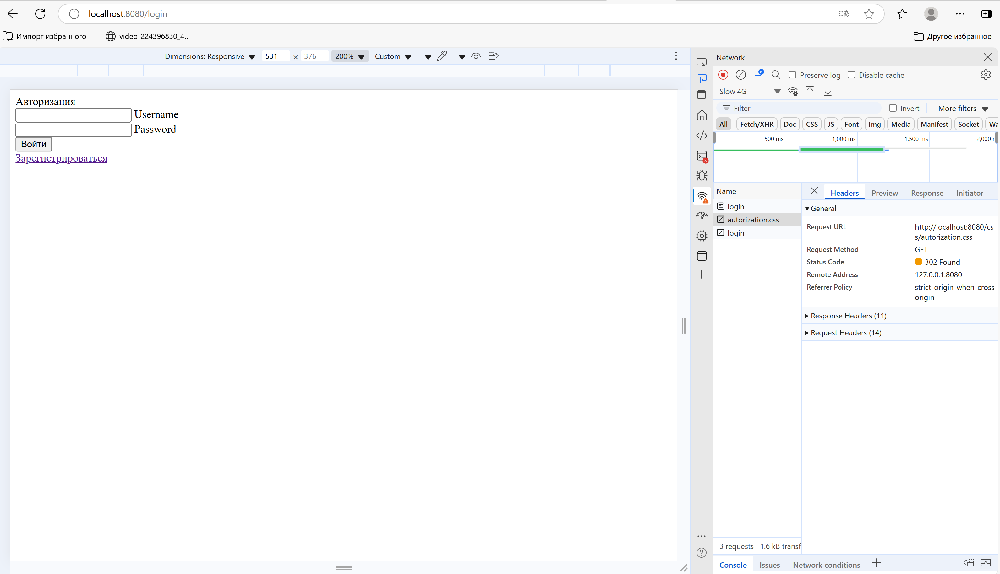 localhost:8080/login
aあ
Импорт избранного
video-224396830_4...
Другое избранное
Dimensions: Responsive
531 × 376
200%
Custom
Авторизация
Username
Password
Войти
Зарегистрироваться
Network
Preserve log
Disable cache
Slow 4G
Filter
Invert
More filters
All Fetch/XHR Doc CSS JS Font Img Media Manifest Socket Wa
500 ms 1,000 ms 1,500 ms 2,000 r
Name
login
autorization.css
login
Headers Preview Response Initiator
General
Request URL http://localhost:8080/cs
s/autorization.css
Request Method GET
Status Code 302 Found
Remote Address 127.0.0.1:8080
Referrer Policy strict-origin-when-cross-
origin
Response Headers (11)
Request Headers (14)
3 requests 1.6 kB transf
Console Issues Network conditions